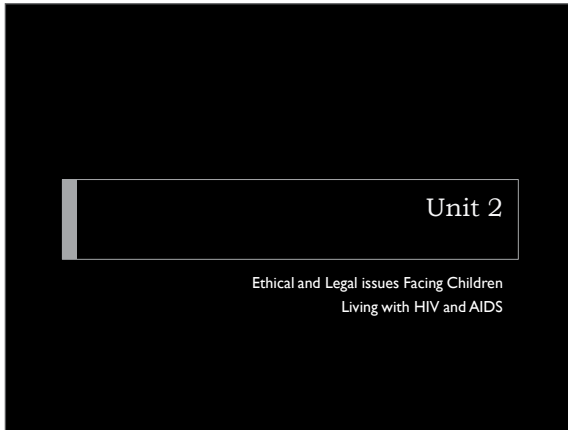 Unit 2
Ethical and Legal issues Facing Children
Living with HIV and AIDS